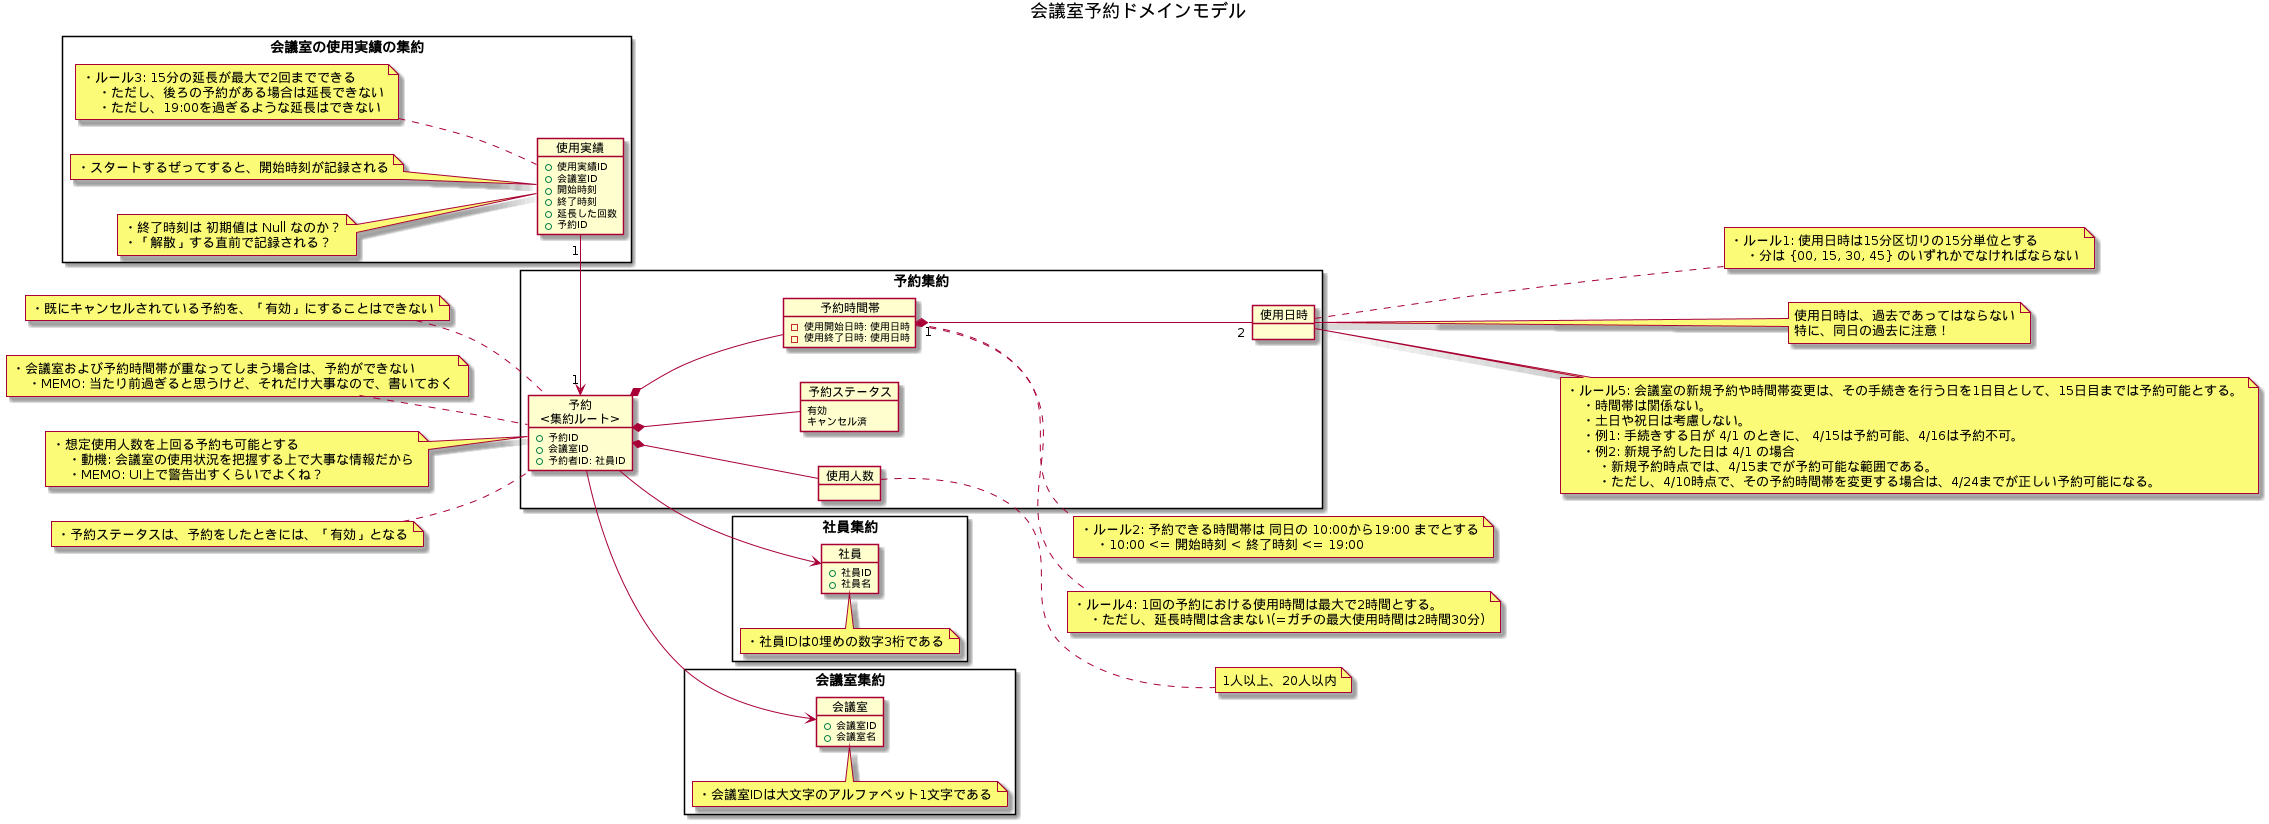 会議室予約ドメインモデル
会議室の使用実績の集約
・ルール3: 15分の延長が最大で2回までできる
・ただし、後ろの予約がある場合は延長できない
・ただし、19:00を過ぎるような延長はできない
・スタートするぜってすると、開始時刻が記録される
・終了時刻は 初期値は Null なのか？
・「解散」する直前で記録される？
使用実績
使用実績ID
会議室ID
開始時刻
終了時刻
延長した回数
予約ID
1
1
予約集約
・既にキャンセルされている予約を、「有効」にすることはできない
・会議室および予約時間帯が重なってしまう場合は、予約ができない
・MEMO: 当たり前過ぎると思うけど、それだけ大事なので、書いておく
・想定使用人数を上回る予約も可能とする
・動機: 会議室の使用状況を把握する上で大事な情報だから
・MEMO: UI上で警告出すくらいでよくね？
・予約ステータスは、予約をしたときには、「有効」となる
予約
<集約ルート>
予約ID
会議室ID
予約者ID: 社員ID
予約時間帯
使用開始日時: 使用日時
使用終了日時: 使用日時
1
2
使用日時
予約ステータス
有効
キャンセル済
使用人数
・ルール1: 使用日時は15分区切りの15分単位とする
・分は {00, 15, 30, 45} のいずれかでなければならない
使用日時は、過去であってはならない
特に、同日の過去に注意！
・ルール5: 会議室の新規予約や時間帯変更は、その手続きを行う日を1日目として、15日目までは予約可能とする。
・時間帯は関係ない。
・土日や祝日は考慮しない。
・例1: 手続きする日が 4/1 のときに、 4/15は予約可能、4/16は予約不可。
・例2: 新規予約した日は 4/1 の場合
・新規予約時点では、4/15までが予約可能な範囲である。
・ただし、4/10時点で、その予約時間帯を変更する場合は、4/24までが正しい予約可能になる。
・ルール2: 予約できる時間帯は 同日の 10:00から19:00 までとする
・10:00 <= 開始時刻 < 終了時刻 <= 19:00
・ルール4: 1回の予約における使用時間は最大で2時間とする。
・ただし、延長時間は含まない(=ガチの最大使用時間は2時間30分)
1人以上、20人以内
社員集約
社員
社員ID
社員名
・社員IDは0埋めの数字3桁である
会議室集約
会議室
会議室ID
会議室名
・会議室IDは大文字のアルファベット1文字である